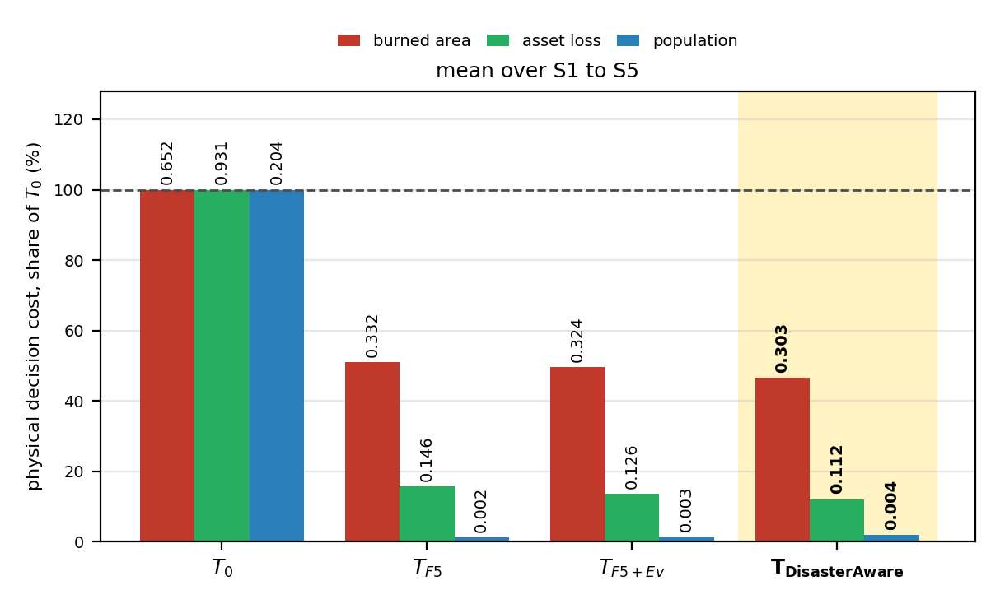 burned area asset loss population
mean over S1 to S5
physical decision cost, share of T0 (%)
120
100
80
60
40
20
0
0.652 0.931 0.204
0.332 0.146 0.002
0.324 0.126 0.003
0.303 0.112 0.004
T0 TF5 TF5+Ev TDisasterAware